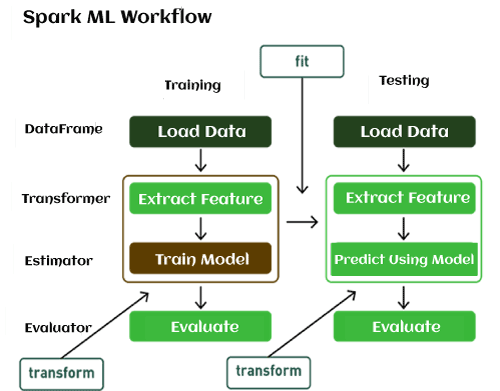 Spark ML Workflow
fit
Training
Testing
DataFrame
Load Data
Load Data
Transformer
Extract Feature
Extract Feature
Estimator
Train Model
Predict Using Model
Evaluator
Evaluate
Evaluate
transform
transform